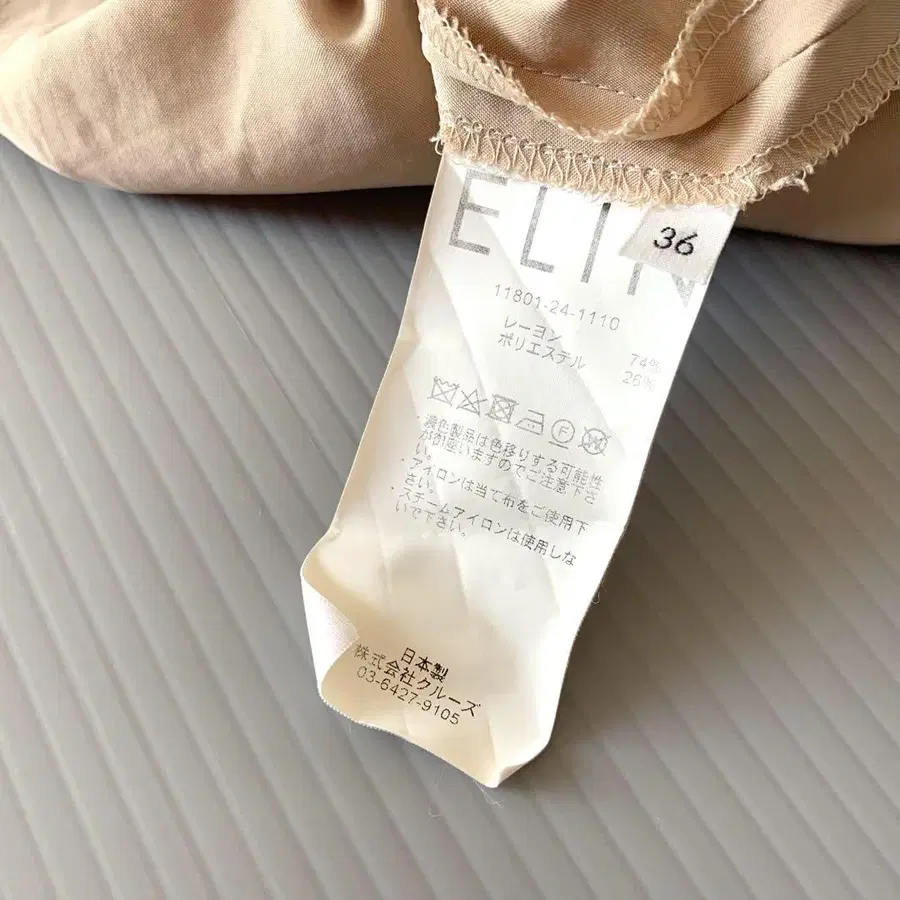 ELIN
36
11801-24-1110
レーヨン 74%
ポリエステル 26%
F
・濃色製品は色移りする可能性
が御座いますのでご注意下さ
い。
・アイロンは当て布をご使用下
さい。
・スチームアイロンは使用しな
いで下さい。
日本製
株式会社クルーズ
03-6427-9105